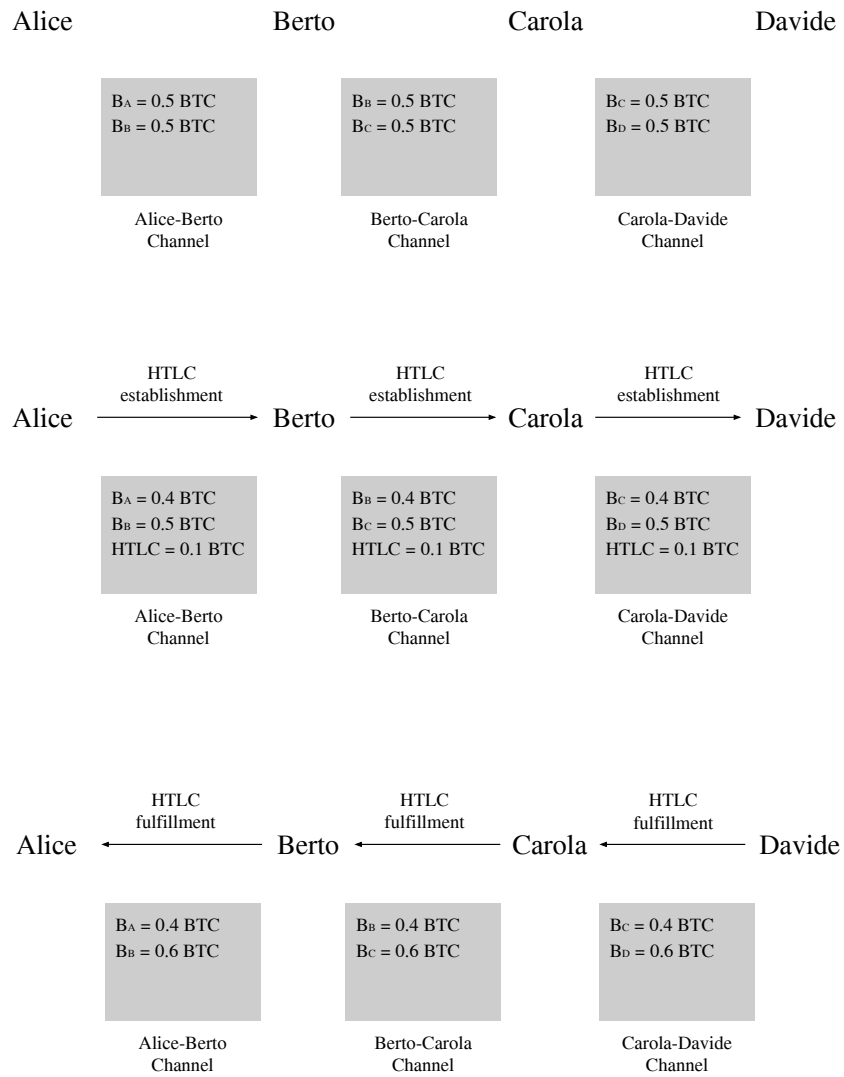 Alice Berto Carola Davide
BA = 0.5 BTC BB = 0.5 BTC BC = 0.5 BTC
BB = 0.5 BTC BC = 0.5 BTC BD = 0.5 BTC
Alice-Berto Berto-Carola Carola-Davide
Channel Channel Channel
HTLC HTLC HTLC
establishment establishment establishment
Alice Berto Carola Davide
BA = 0.4 BTC BB = 0.4 BTC BC = 0.4 BTC
BB = 0.5 BTC BC = 0.5 BTC BD = 0.5 BTC
HTLC = 0.1 BTC HTLC = 0.1 BTC HTLC = 0.1 BTC
Alice-Berto Berto-Carola Carola-Davide
Channel Channel Channel
HTLC HTLC HTLC
fulfillment fulfillment fulfillment
Alice Berto Carola Davide
BA = 0.4 BTC BB = 0.4 BTC BC = 0.4 BTC
BB = 0.6 BTC BC = 0.6 BTC BD = 0.6 BTC
Alice-Berto Berto-Carola Carola-Davide
Channel Channel Channel